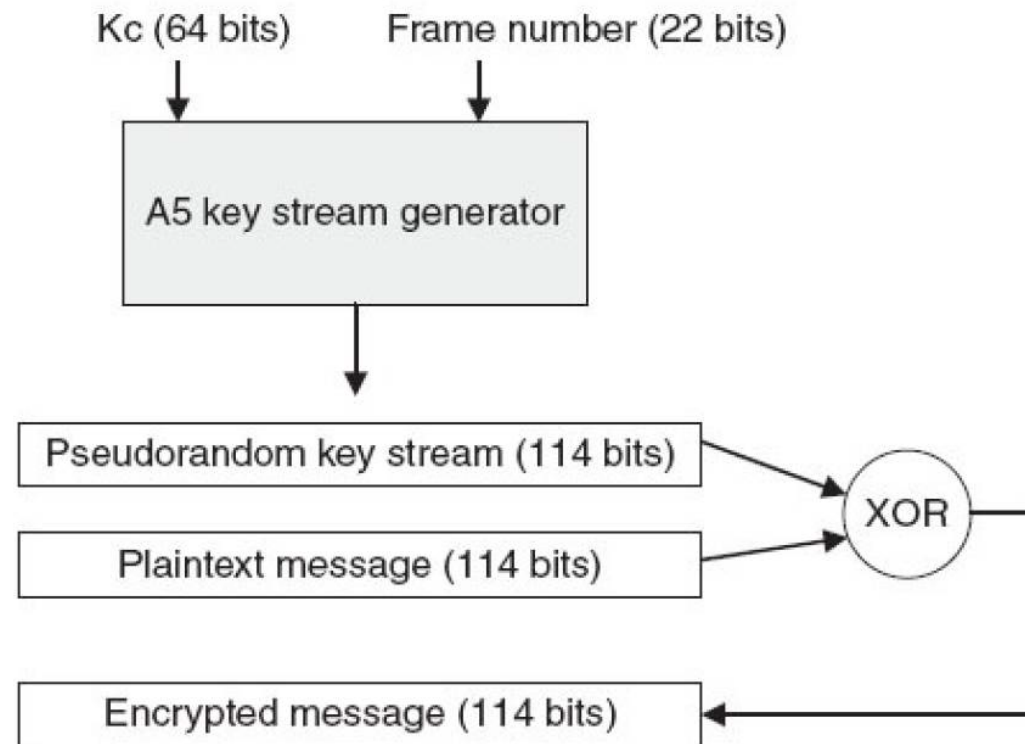 Kc (64 bits) Frame number (22 bits)
A5 key stream generator
Pseudorandom key stream (114 bits)
XOR
Plaintext message (114 bits)
Encrypted message (114 bits)